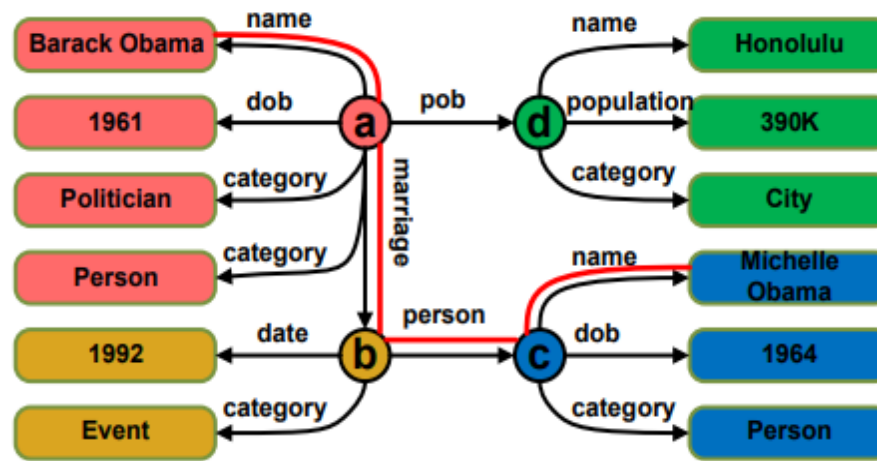 name
name
Barack Obama
Honolulu
dob
pob
population
1961
a
d
390K
category
category
Politician
marriage
City
category
name
Person
Michelle
Obama
date
person
dob
1992
b
c
1964
category
category
Event
Person